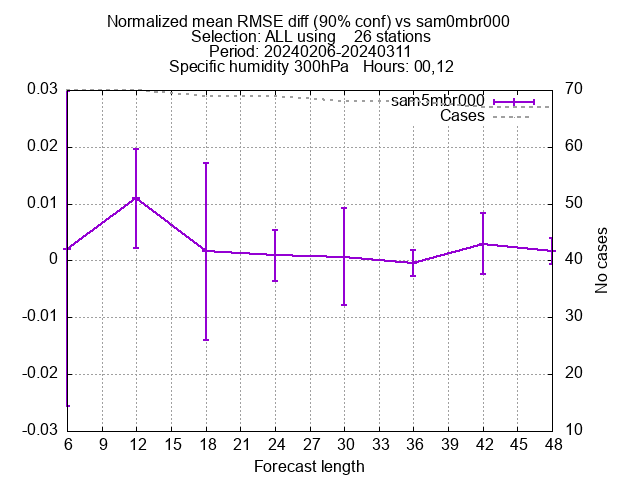 Normalized mean RMSE diff (90% conf) vs sam0mbr000
Selection: ALL using    26 stations
Period: 20240206-20240311
Specific humidity 300hPa   Hours: 00,12
sam5mbr000
Cases
0.03
0.02
0.01
0
-0.01
-0.02
-0.03
70
60
50
40
30
20
10
No cases
6 9 12 15 18 21 24 27 30 33 36 39 42 45 48
Forecast length